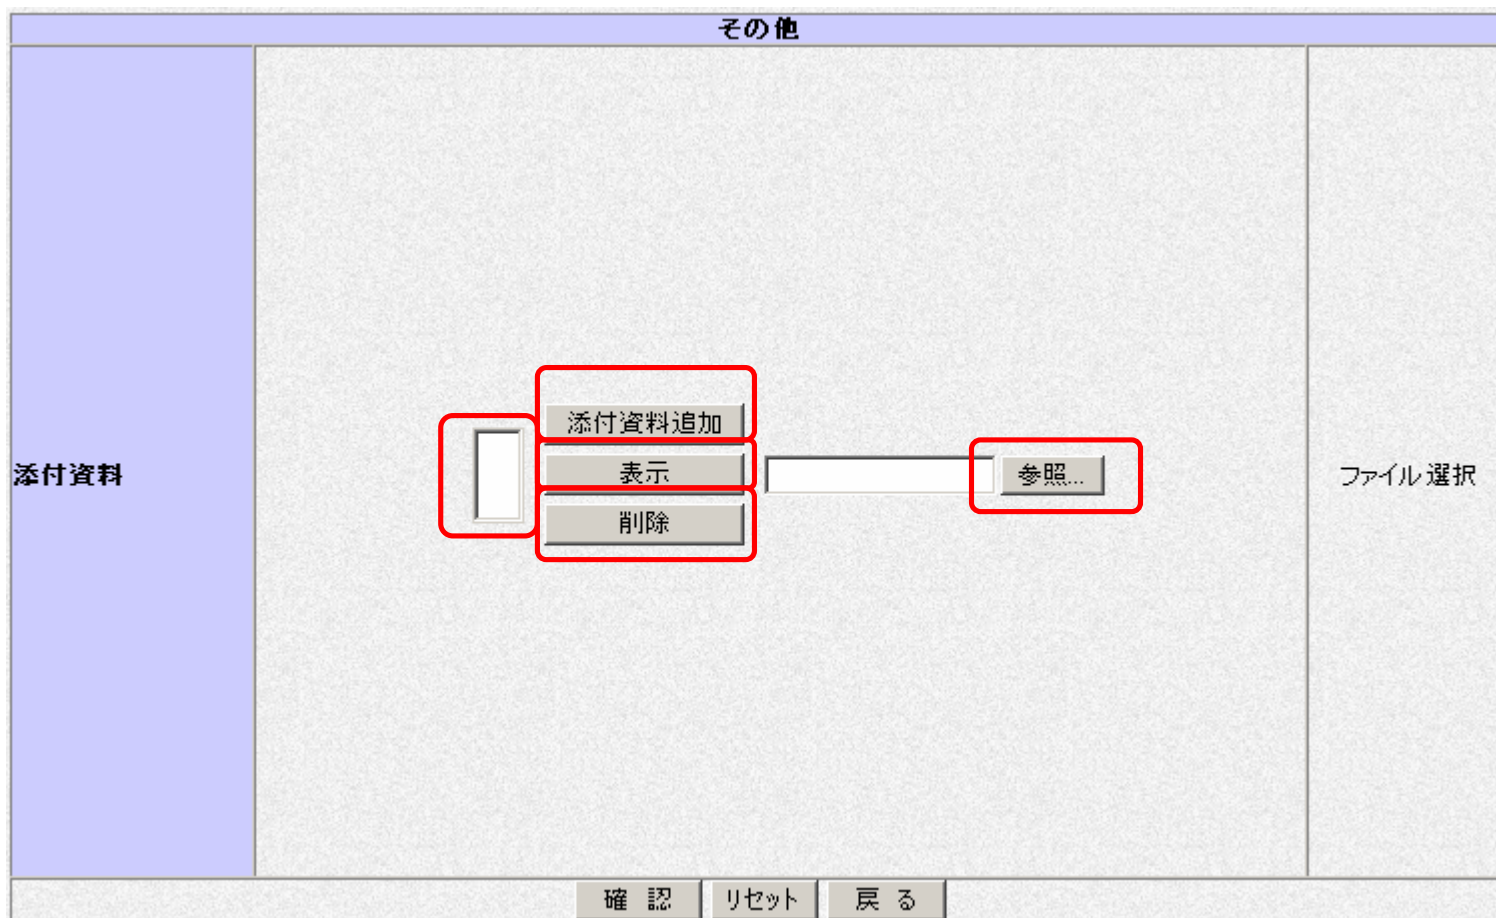 その他
添付資料
添付資料追加
表示
削除
参照...
ファイル選択
確 認
リセット
戻 る